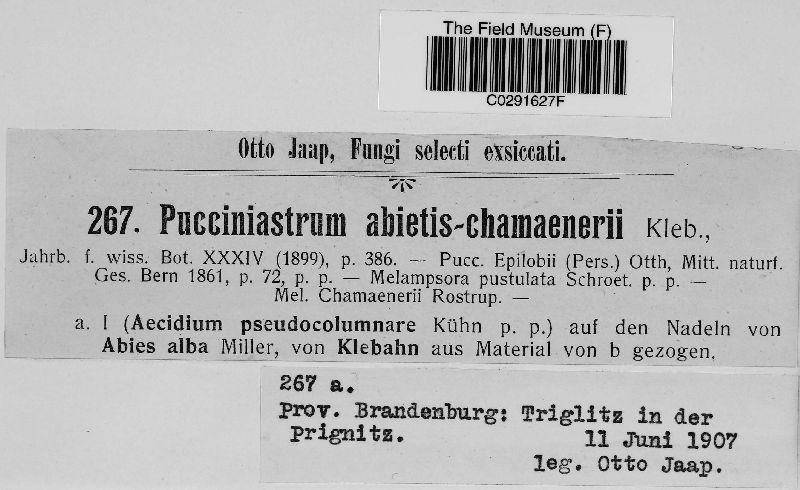 The Field Museum (F)
C0291627F
Otto Jaap, Fungi selecti exsiccati.
267. Pucciniastrum abietis-chamaenerii Kleb.,
Jahrb. f. wiss. Bot. XXXIV (1899), p. 386. — Pucc. Epilobii (Pers.) Otth, Mitt. naturf.
Ges. Bern 1861, p. 72, p. p. — Melampsora pustulata Schroet. p. p. —
Mel. Chamaenerii Rostrup. —
a. I (Aecidium pseudocolumnare Kühn p. p.) auf den Nadeln von
Abies alba Miller, von Klebahn aus Material von b gezogen.
267 a.
Prov. Brandenburg: Triglitz in der
Prignitz. 11 Juni 1907
leg. Otto Jaap.